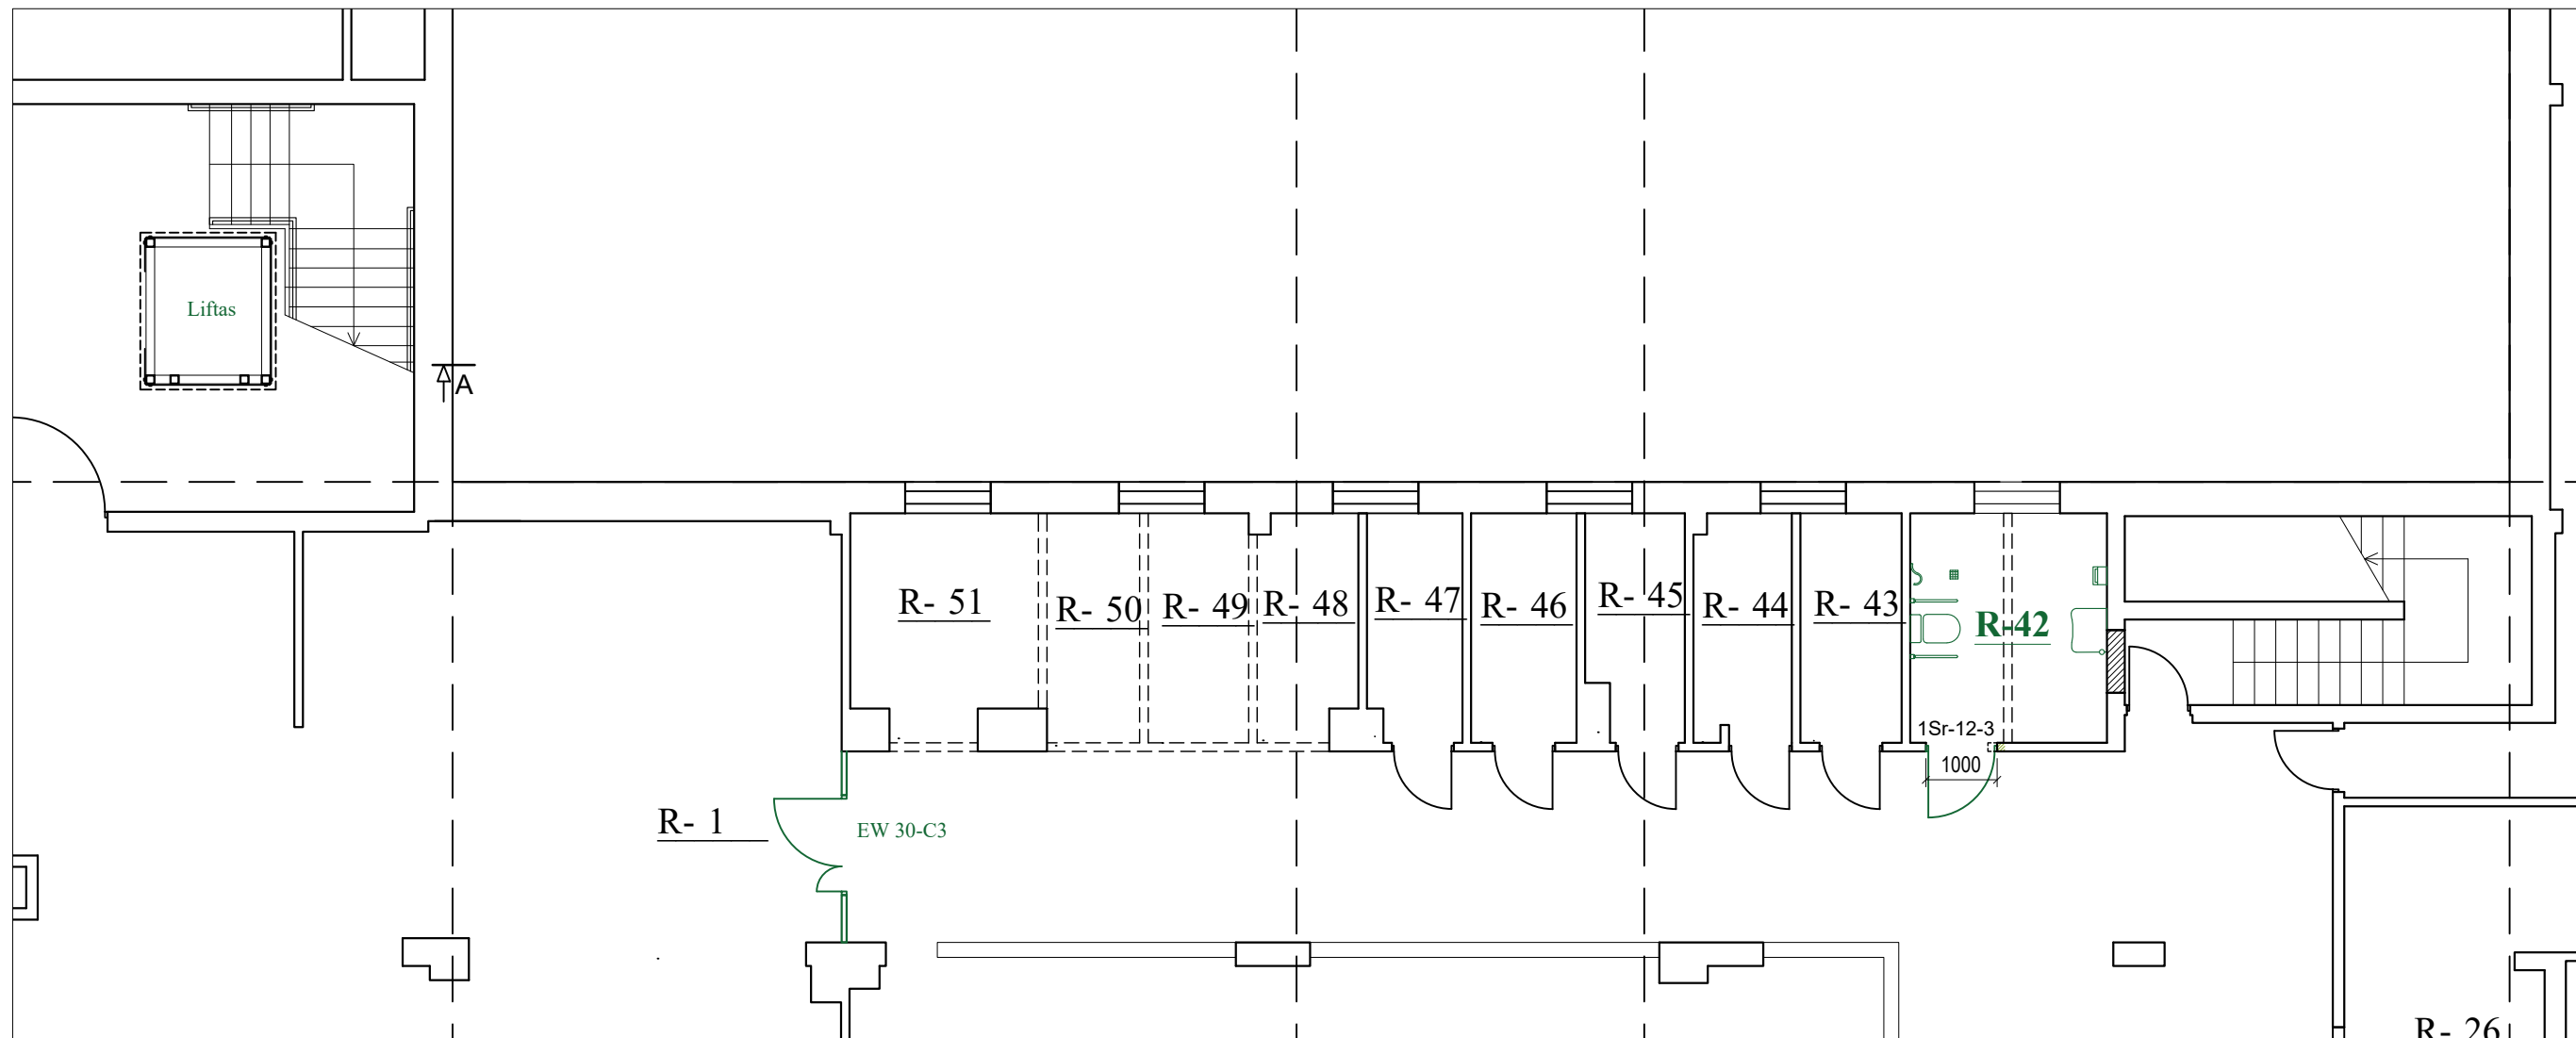 Liftas
A
R- 51
R- 50
R- 49
R- 48
R- 47
R- 46
R- 45
R- 44
R- 43
R-42
1Sr-12-3
1000
R- 1
EW 30-C3
R- 26